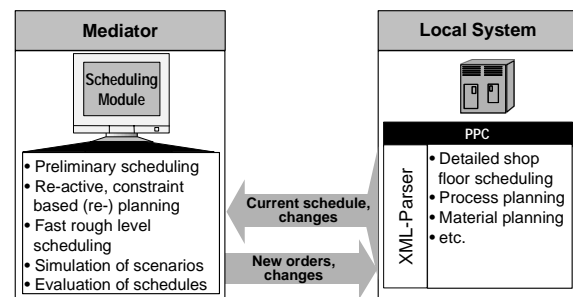 Mediator
Scheduling
Module
• Preliminary scheduling
• Re-active, constraint
based (re-) planning
• Fast rough level
scheduling
• Simulation of scenarios
• Evaluation of schedules
Current schedule,
changes
New orders,
changes
Local System
PPC
XML-Parser
• Detailed shop
floor scheduling
• Process planning
• Material planning
• etc.